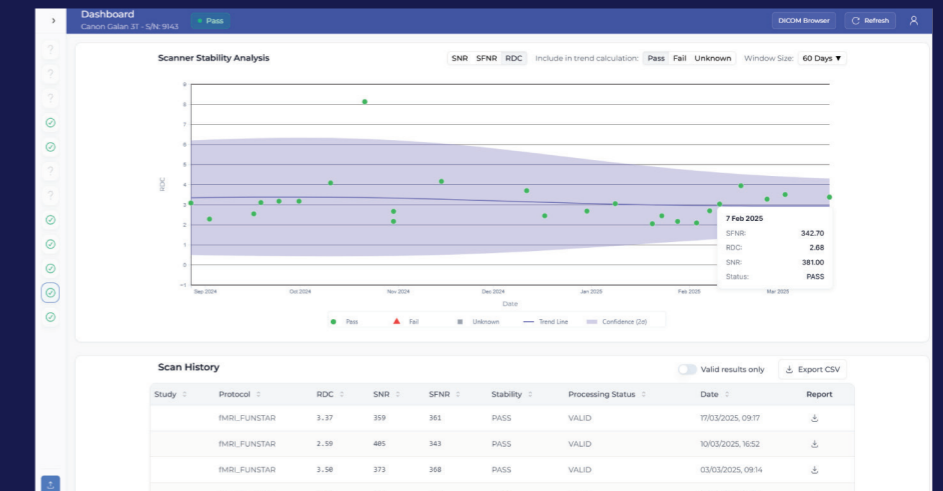 Dashboard
Canon Galan 3T - S/N: 9143
Pass
DICOM Browser
Refresh
Scanner Stability Analysis
SNR SFNR RDC Include in trend calculation: Pass Fail Unknown Window Size: 60 Days ▼
9
8
7
6
5
4
3
2
1
0
−1
RDC
Sep 2024 Oct 2024 Nov 2024 Dec 2024 Jan 2025 Feb 2025 Mar 2025
Date
7 Feb 2025
SFNR: 342.70
RDC: 2.68
SNR: 381.00
Status: PASS
Pass Fail Unknown Trend Line Confidence (2σ)
Scan History
Valid results only
Export CSV
Study Protocol RDC SNR SFNR Stability Processing Status Date Report
fMRI_FUNSTAR 3.37 359 361 PASS VALID 17/03/2025, 09:17
fMRI_FUNSTAR 2.59 405 343 PASS VALID 10/03/2025, 16:52
fMRI_FUNSTAR 3.50 373 368 PASS VALID 03/03/2025, 09:14